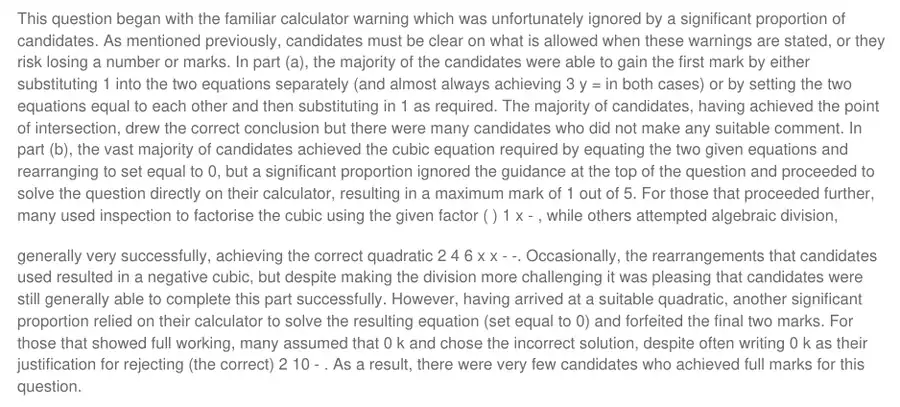 This question began with the familiar calculator warning which was unfortunately ignored by a significant proportion of
candidates. As mentioned previously, candidates must be clear on what is allowed when these warnings are stated, or they
risk losing a number or marks. In part (a), the majority of the candidates were able to gain the first mark by either
substituting 1 into the two equations separately (and almost always achieving 3 y = in both cases) or by setting the two
equations equal to each other and then substituting in 1 as required. The majority of candidates, having achieved the point
of intersection, drew the correct conclusion but there were many candidates who did not make any suitable comment. In
part (b), the vast majority of candidates achieved the cubic equation required by equating the two given equations and
rearranging to set equal to 0, but a significant proportion ignored the guidance at the top of the question and proceeded to
solve the question directly on their calculator, resulting in a maximum mark of 1 out of 5. For those that proceeded further,
many used inspection to factorise the cubic using the given factor ( ) 1 x - , while others attempted algebraic division,
generally very successfully, achieving the correct quadratic 2 4 6 x x - -. Occasionally, the rearrangements that candidates
used resulted in a negative cubic, but despite making the division more challenging it was pleasing that candidates were
still generally able to complete this part successfully. However, having arrived at a suitable quadratic, another significant
proportion relied on their calculator to solve the resulting equation (set equal to 0) and forfeited the final two marks. For
those that showed full working, many assumed that 0 k and chose the incorrect solution, despite often writing 0 k as their
justification for rejecting (the correct) 2 10 - . As a result, there were very few candidates who achieved full marks for this
question.